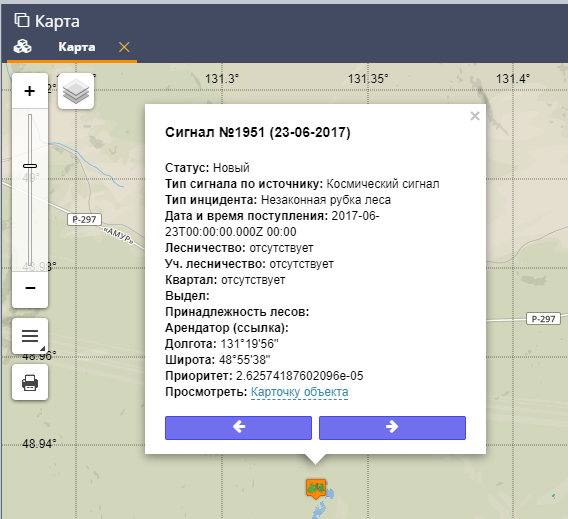 Карта
Карта
131.3° 131.35° 131.4°
Сигнал №1951 (23-06-2017)
Статус: Новый
Тип сигнала по источнику: Космический сигнал
Тип инцидента: Незаконная рубка леса
Дата и время поступления: 2017-06-
23T00:00:00.000Z 00:00
Лесничество: отсутствует
Уч. лесничество: отсутствует
Квартал: отсутствует
Выдел:
Принадлежность лесов:
Арендатор (ссылка):
Долгота: 131°19'56"
Широта: 48°55'38"
Приоритет: 2.62574187602096e-05
Просмотреть: Карточку объекта
49°
P-297
«АМУР»
P-297
48.96°
48.94°